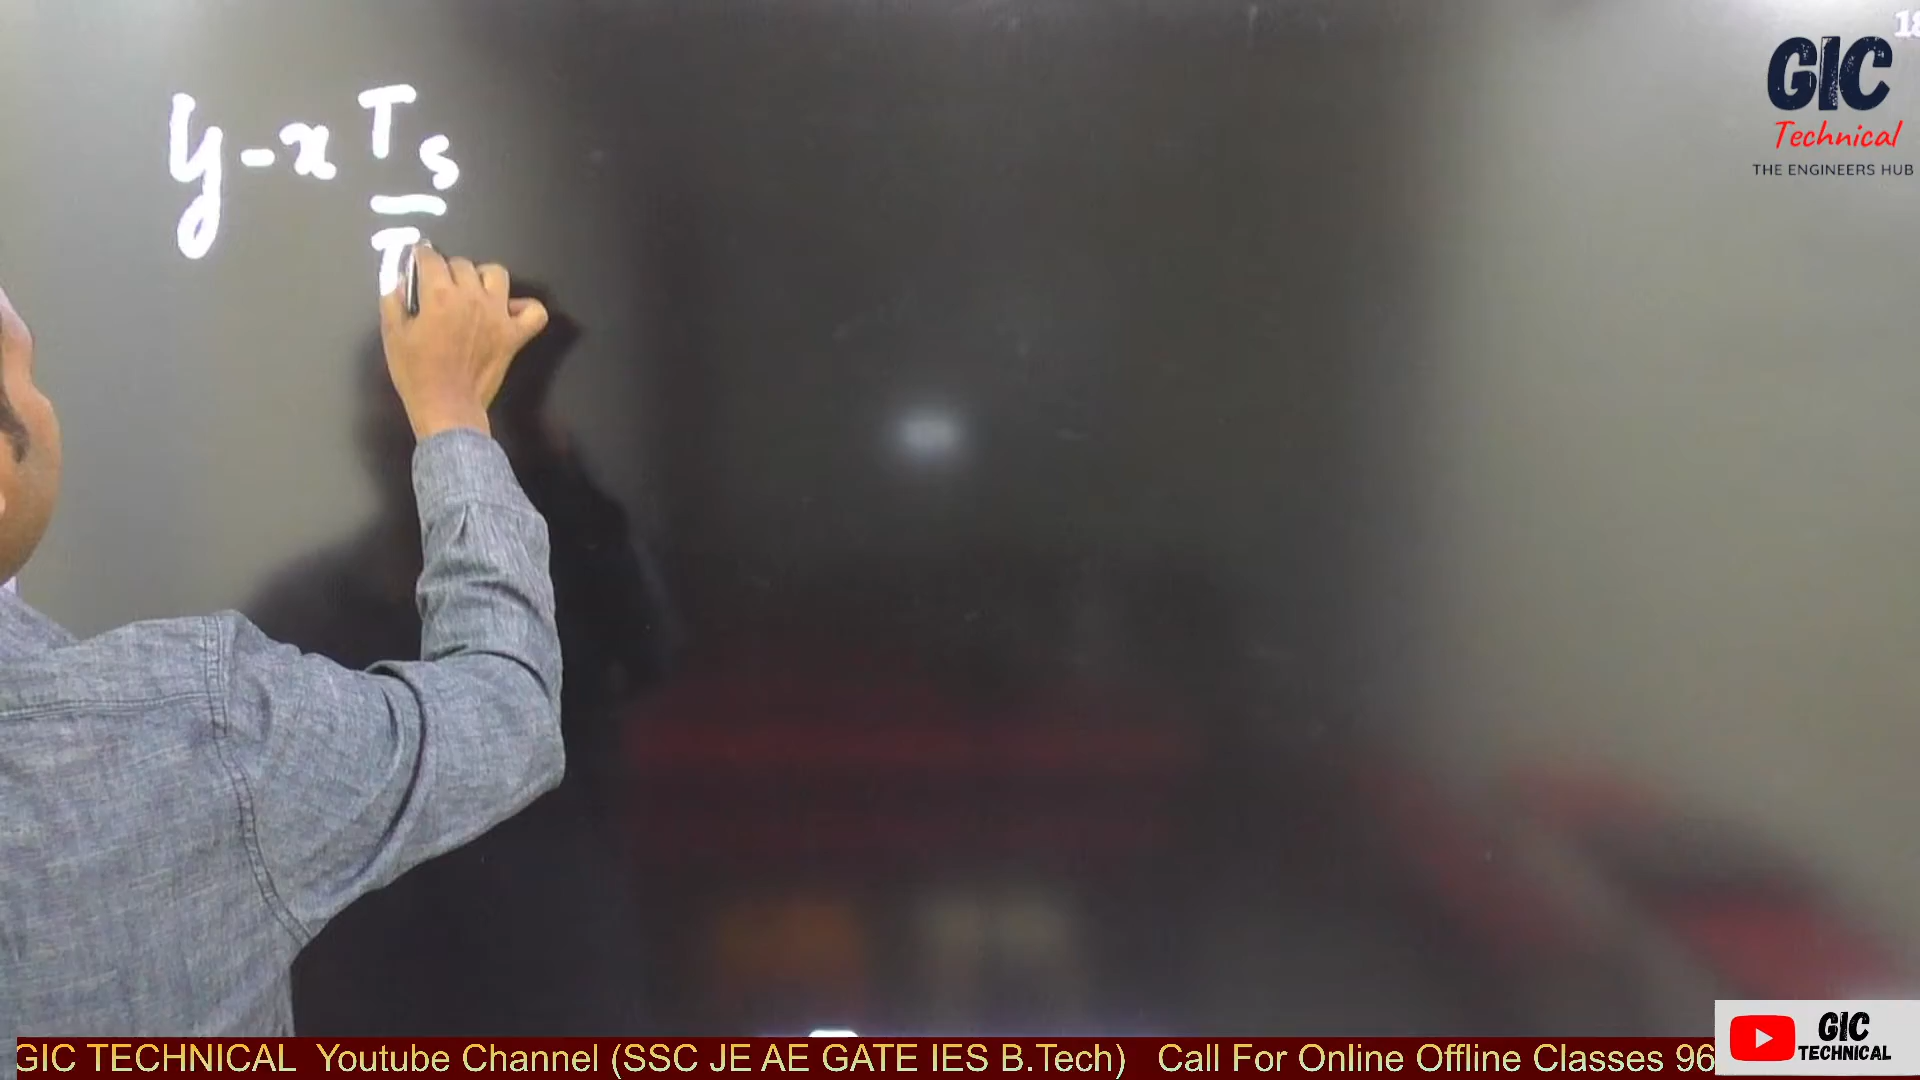 18
GIC
Technical
THE ENGINEERS HUB
y - x T s
T
GIC
TECHNICAL
GIC TECHNICAL Youtube Channel (SSC JE AE GATE IES B.Tech) Call For Online Offline Classes 96